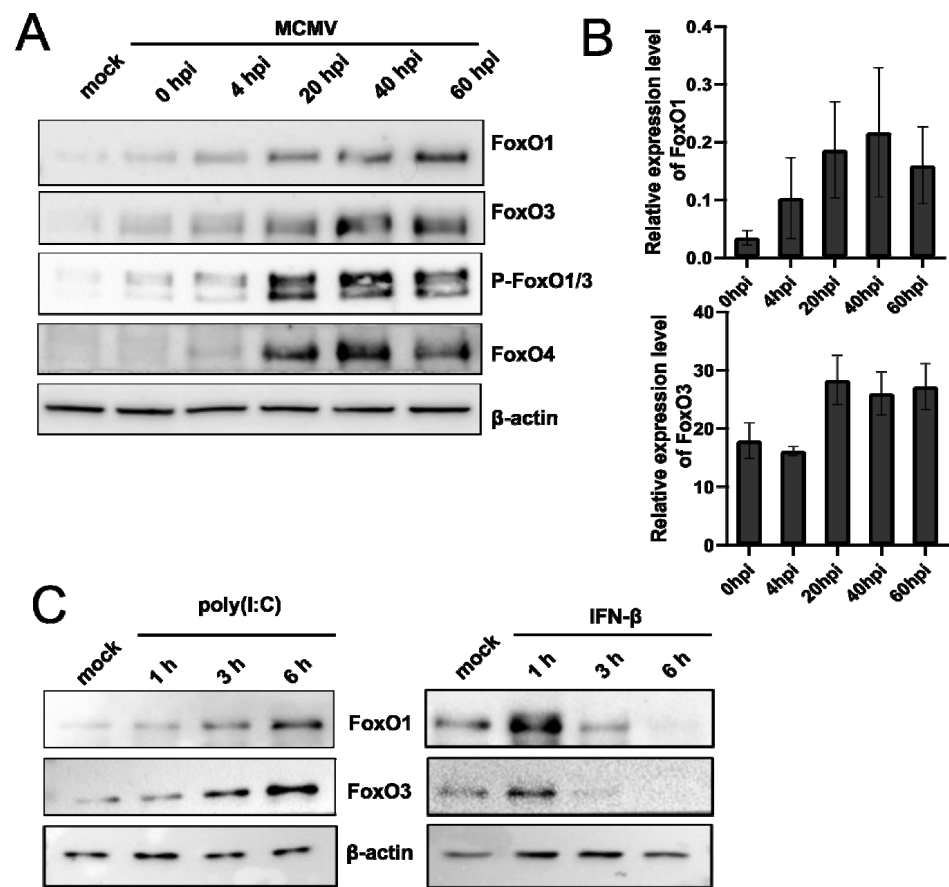 A
MCMV
mock 0 hpi 4 hpi 20 hpi 40 hpi 60 hpi
FoxO1
FoxO3
P-FoxO1/3
FoxO4
β-actin
B
Relative expression level
of FoxO1
0.4
0.3
0.2
0.1
0.0
0hpi 4hpi 20hpi 40hpi 60hpi
Relative expression level
of FoxO3
40
30
20
10
0
0hpi 4hpi 20hpi 40hpi 60hpi
C
poly(I:C)
mock 1 h 3 h 6 h
IFN-β
mock 1 h 3 h 6 h
FoxO1
FoxO3
β-actin